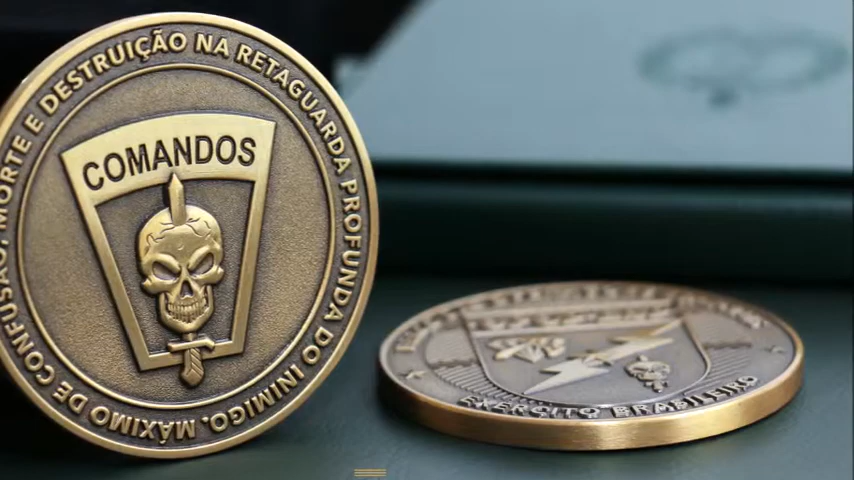 MÁXIMO DE CONFUSÃO, MORTE E DESTRUIÇÃO NA RETAGUARDA PROFUNDA DO INIMIGO.
COMANDOS
EXÉRCITO BRASILEIRO